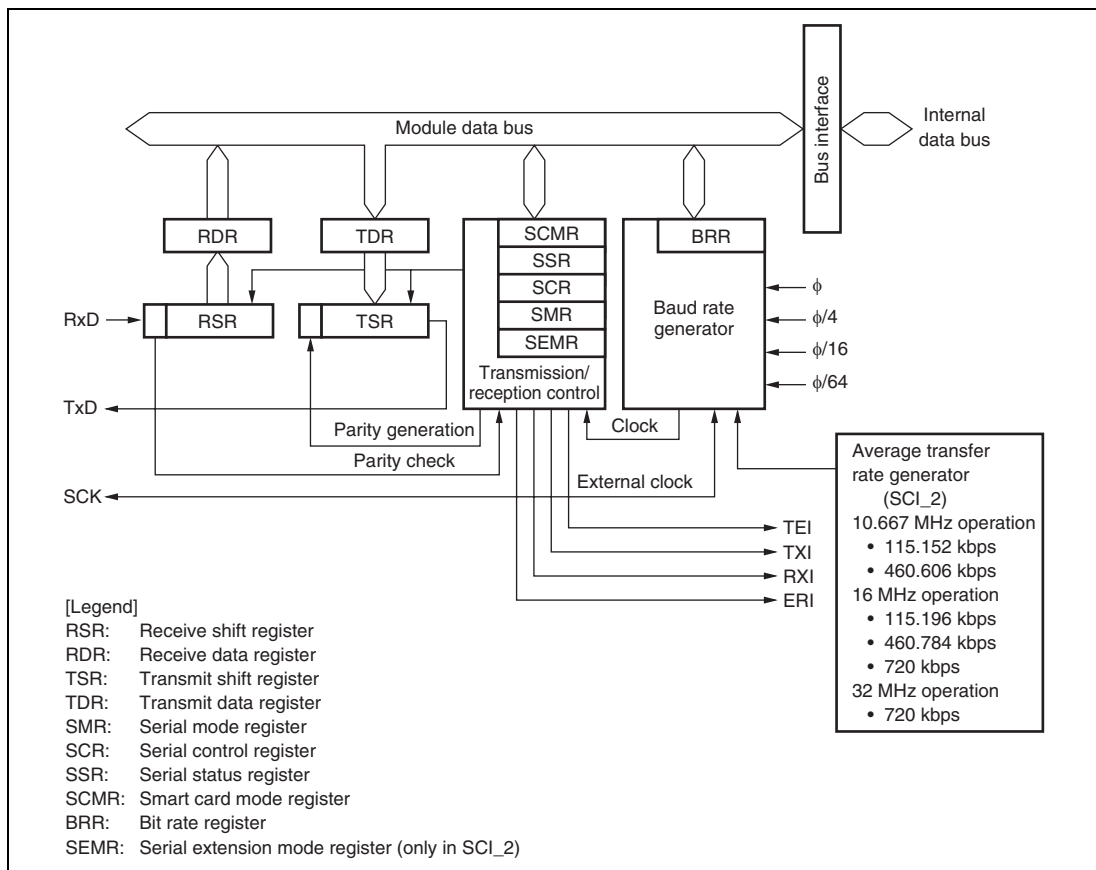 Module data bus
Bus interface
Internal
data bus
RDR
TDR
SCMR
BRR
SSR
SCR
SMR
SEMR
RxD
RSR
TSR
Baud rate
generator
ϕ
ϕ/4
ϕ/16
ϕ/64
Transmission/
reception control
TxD
Parity generation
Clock
Parity check
SCK
External clock
TEI
TXI
RXI
ERI
Average transfer
rate generator
(SCI_2)
10.667 MHz operation
• 115.152 kbps
• 460.606 kbps
16 MHz operation
• 115.196 kbps
• 460.784 kbps
• 720 kbps
32 MHz operation
• 720 kbps
[Legend]
RSR: Receive shift register
RDR: Receive data register
TSR: Transmit shift register
TDR: Transmit data register
SMR: Serial mode register
SCR: Serial control register
SSR: Serial status register
SCMR: Smart card mode register
BRR: Bit rate register
SEMR: Serial extension mode register (only in SCI_2)